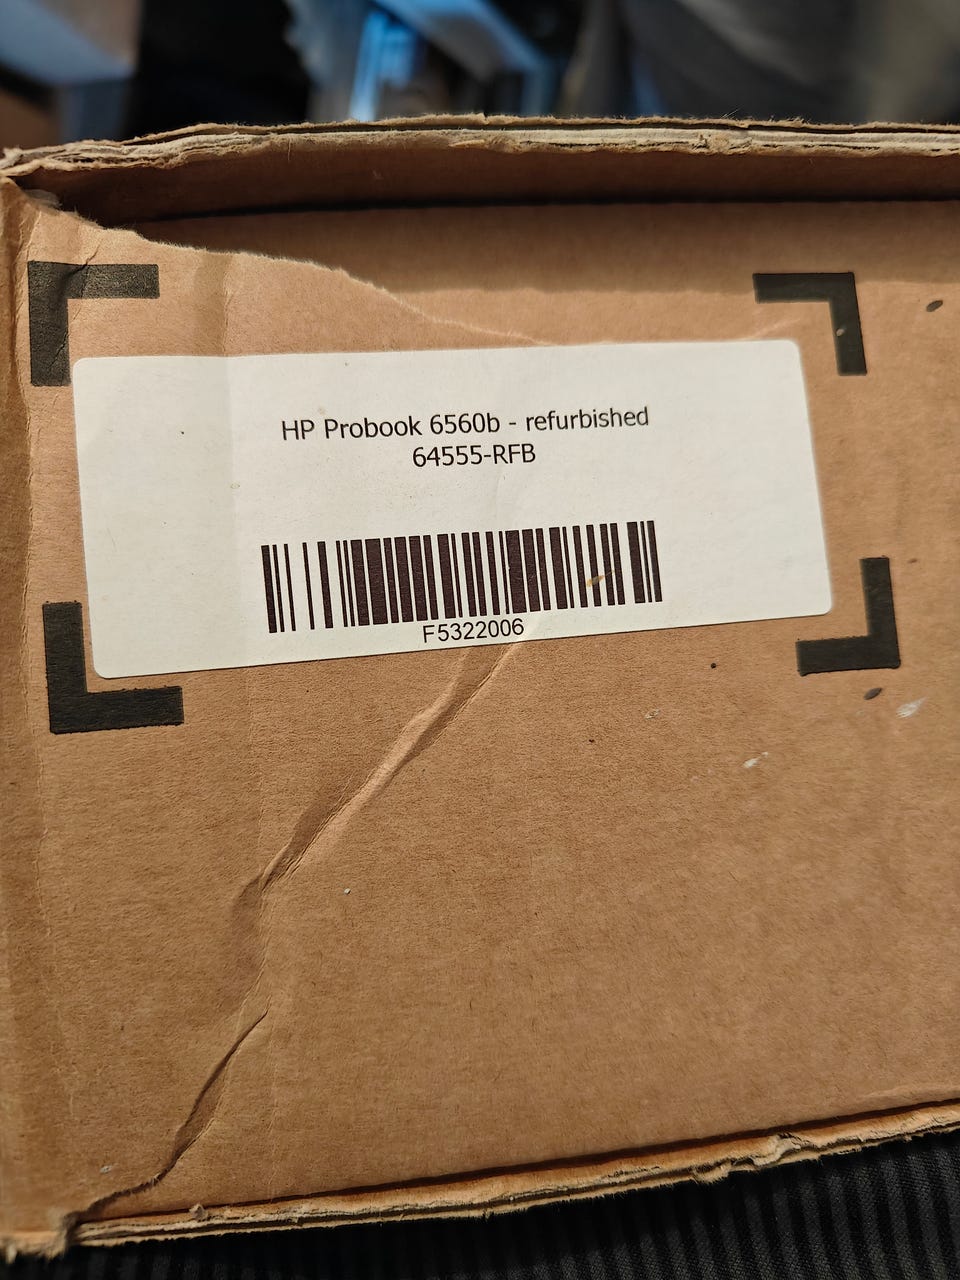 HP Probook 6560b - refurbished
64555-RFB
F5322006